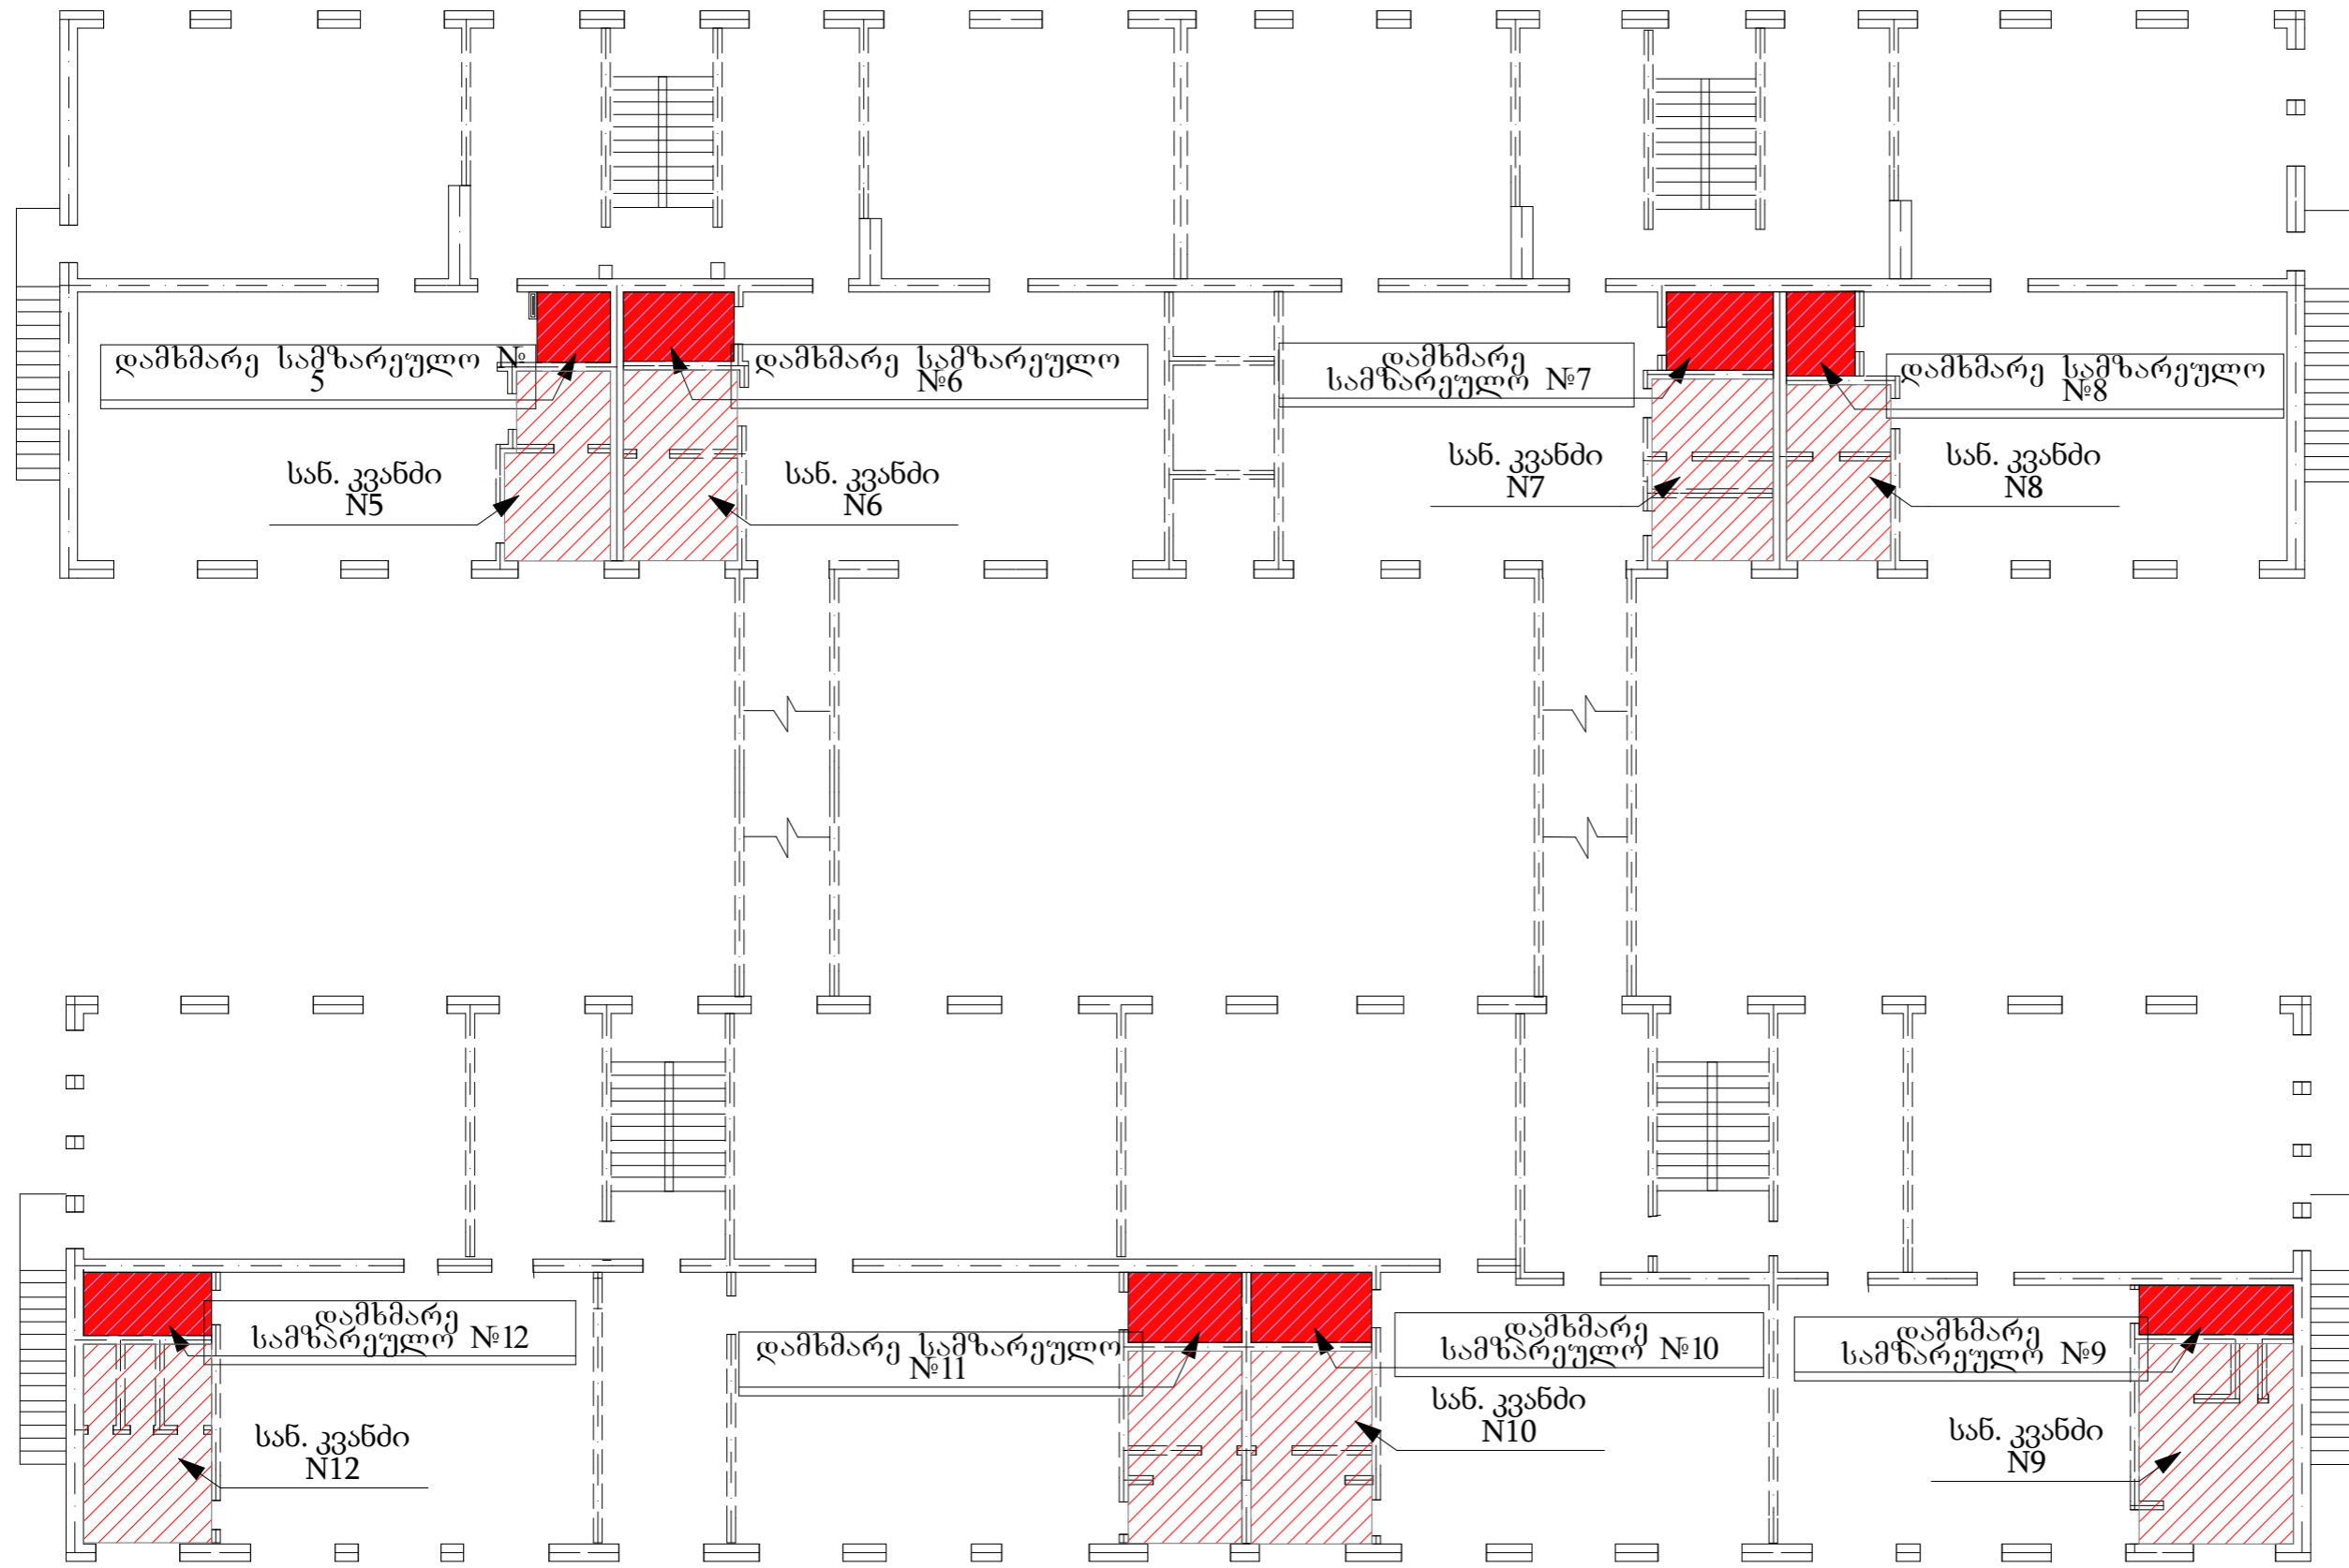 დამხმარე სამზარეულო №
5
დამხმარე სამზარეულო
№6
დამხმარე
სამზარეულო №7
დამხმარე სამზარეულო
№8
სან. კვანძი
N5
სან. კვანძი
N6
სან. კვანძი
N7
სან. კვანძი
N8
დამხმარე
სამზარეულო №12
დამხმარე სამზარეულო
№11
დამხმარე
სამზარეულო №10
დამხმარე
სამზარეულო №9
სან. კვანძი
N12
სან. კვანძი
N10
სან. კვანძი
N9